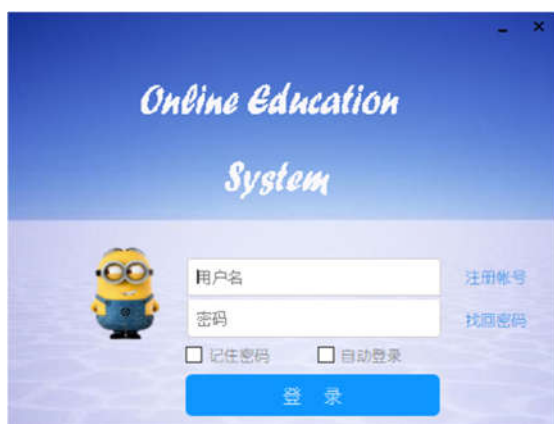 Online Education
System
用户名
注册帐号
密码
找回密码
记住密码
自动登录
登 录